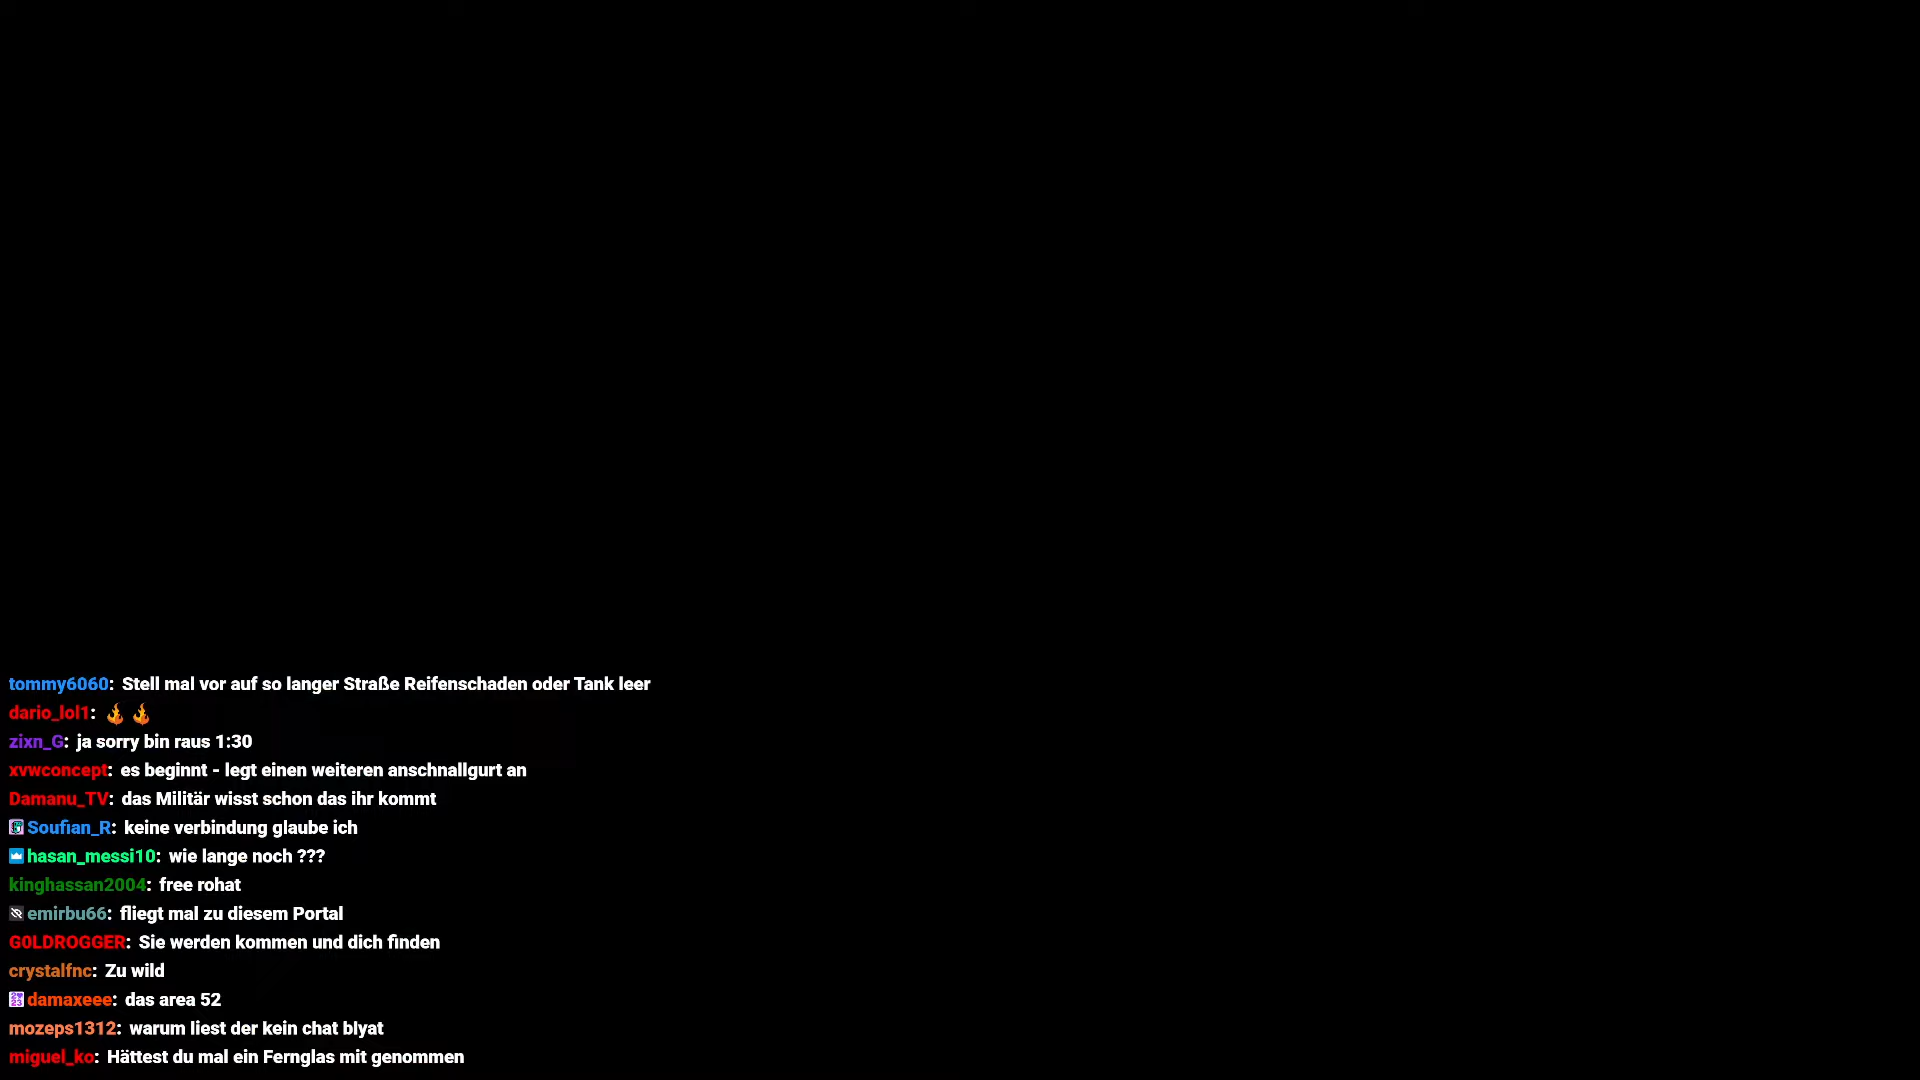 tommy6060: Stell mal vor auf so langer Straße Reifenschaden oder Tank leer
dario_lol1: 🔥 🔥
zixn_G: ja sorry bin raus 1:30
xvwconcept: es beginnt - legt einen weiteren anschnallgurt an
Damanu_TV: das Militär wisst schon das ihr kommt
Soufian_R: keine verbindung glaube ich
hasan_messi10: wie lange noch ???
kinghassan2004: free rohat
emirbu66: fliegt mal zu diesem Portal
G0LDROGGER: Sie werden kommen und dich finden
crystalfnc: Zu wild
damaxeee: das area 52
mozeps1312: warum liest der kein chat blyat
miguel_ko: Hättest du mal ein Fernglas mit genommen